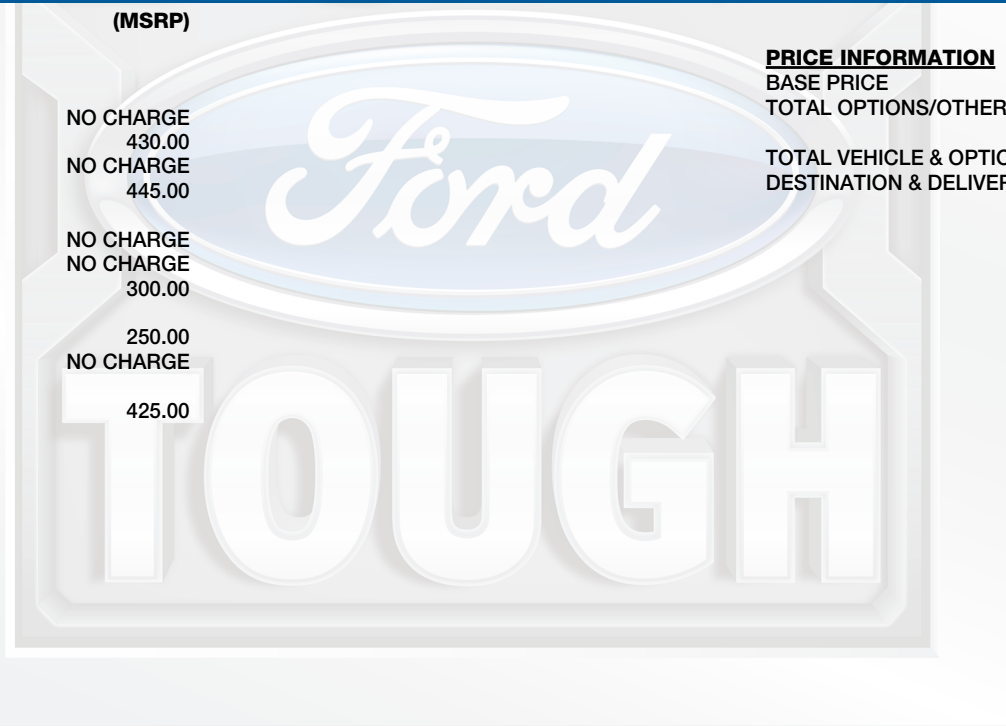 (MSRP)
NO CHARGE
430.00
NO CHARGE
445.00
NO CHARGE
NO CHARGE
300.00
250.00
NO CHARGE
425.00
PRICE INFORMATION
BASE PRICE
TOTAL OPTIONS/OTHER
TOTAL VEHICLE & OPTIO
DESTINATION & DELIVER
Ford
TOUGH